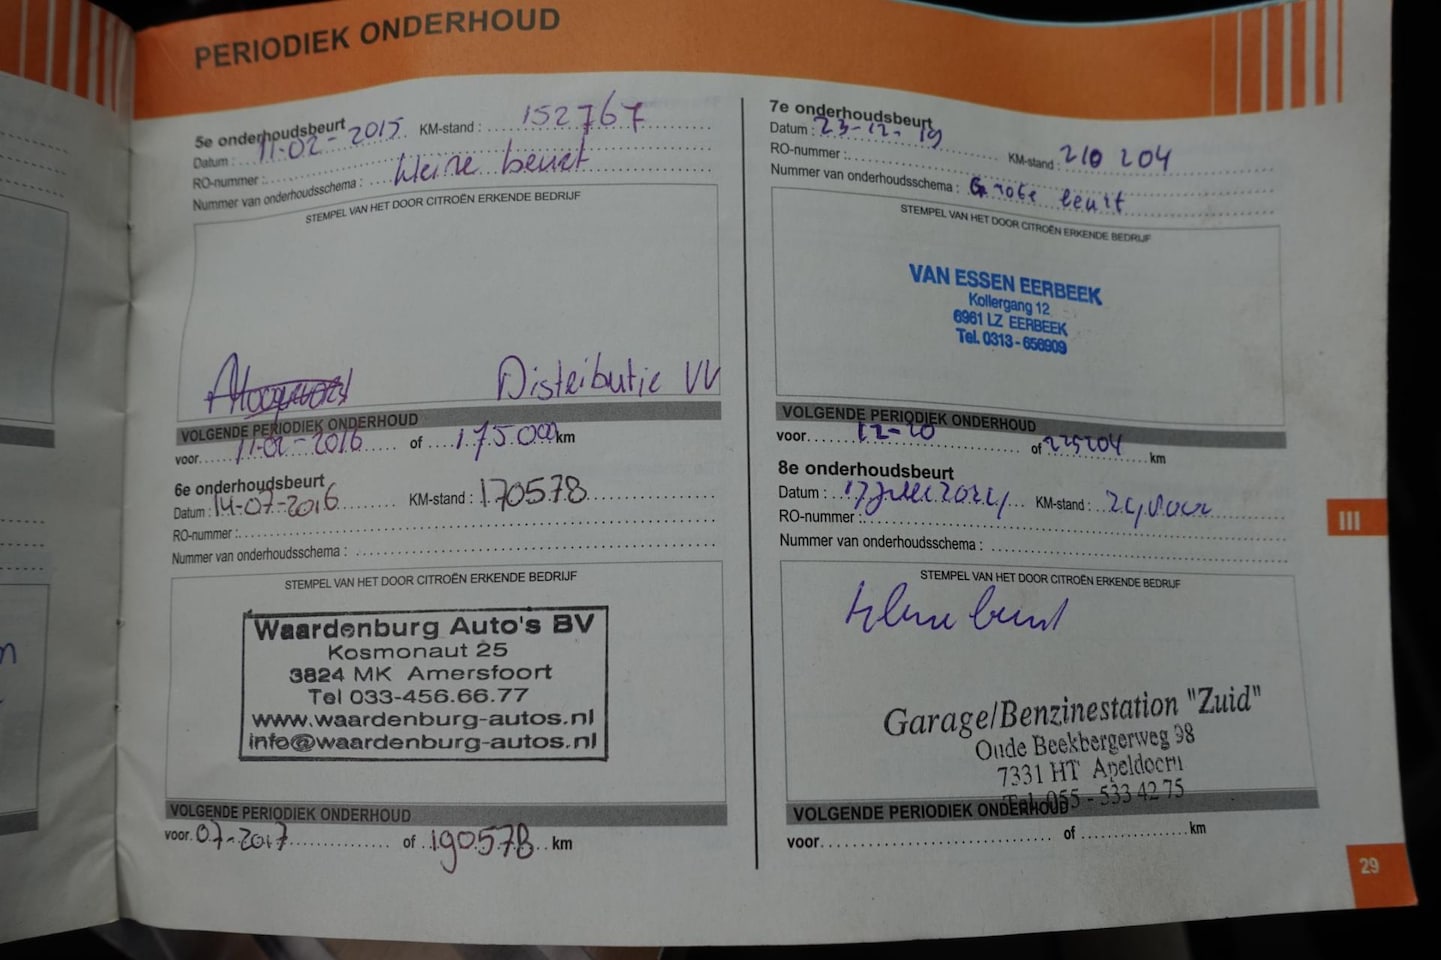 PERIODIEK ONDERHOUD
5e onderhoudsbeurt
Datum : 11-02-2015 KM-stand : 152767
RO-nummer :
Nummer van onderhoudsschema : kleine beurt
STEMPEL VAN HET DOOR CITROËN ERKENDE BEDRIJF
Distributie VV
VOLGENDE PERIODIEK ONDERHOUD
voor 11-02-2016 of 175.000 km
6e onderhoudsbeurt
Datum : 14-07-2016 KM-stand : 170578
RO-nummer :
Nummer van onderhoudsschema :
STEMPEL VAN HET DOOR CITROËN ERKENDE BEDRIJF
Waardenburg Auto's BV
Kosmonaut 25
3824 MK Amersfoort
Tel 033-456.66.77
www.waardenburg-autos.nl
info@waardenburg-autos.nl
VOLGENDE PERIODIEK ONDERHOUD
voor 07-2017 of 190578 km
7e onderhoudsbeurt
Datum : 23-12-19 KM-stand : 210 204
RO-nummer :
Nummer van onderhoudsschema : Grote beurt
STEMPEL VAN HET DOOR CITROËN ERKENDE BEDRIJF
VAN ESSEN EERBEEK
Kollergang 12
6961 LZ EERBEEK
Tel. 0313-656909
VOLGENDE PERIODIEK ONDERHOUD
voor 12-20 of 225204 km
8e onderhoudsbeurt
Datum : 17 KM-stand :
RO-nummer :
Nummer van onderhoudsschema :
STEMPEL VAN HET DOOR CITROËN ERKENDE BEDRIJF
kleine beurt
Garage/Benzinestation "Zuid"
Oude Beekbergerweg 98
7331 HT Apeldoorn
Tel. 055 - 533 42 75
VOLGENDE PERIODIEK ONDERHOUD
voor of km
III
29